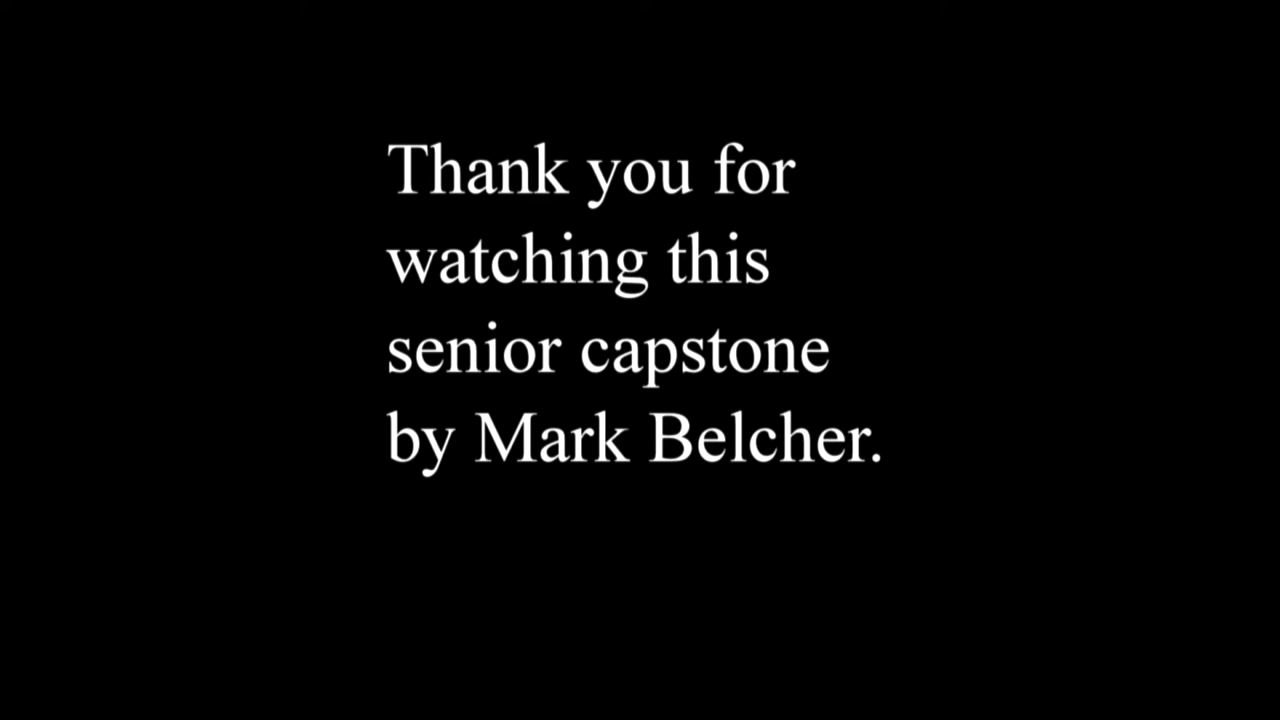 Thank you for
watching this
senior capstone
by Mark Belcher.